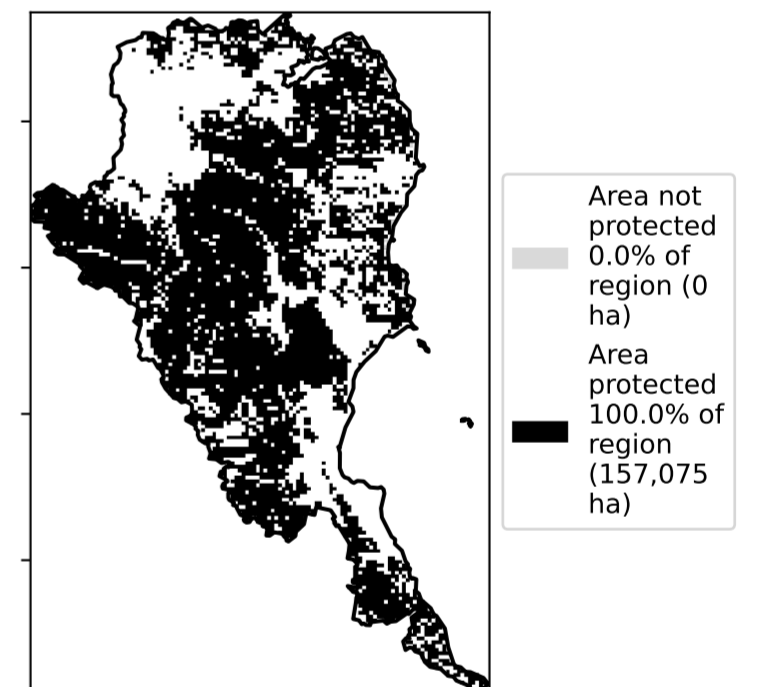 Area not
protected
0.0% of
region (0
ha)
Area
protected
100.0% of
region
(157,075
ha)